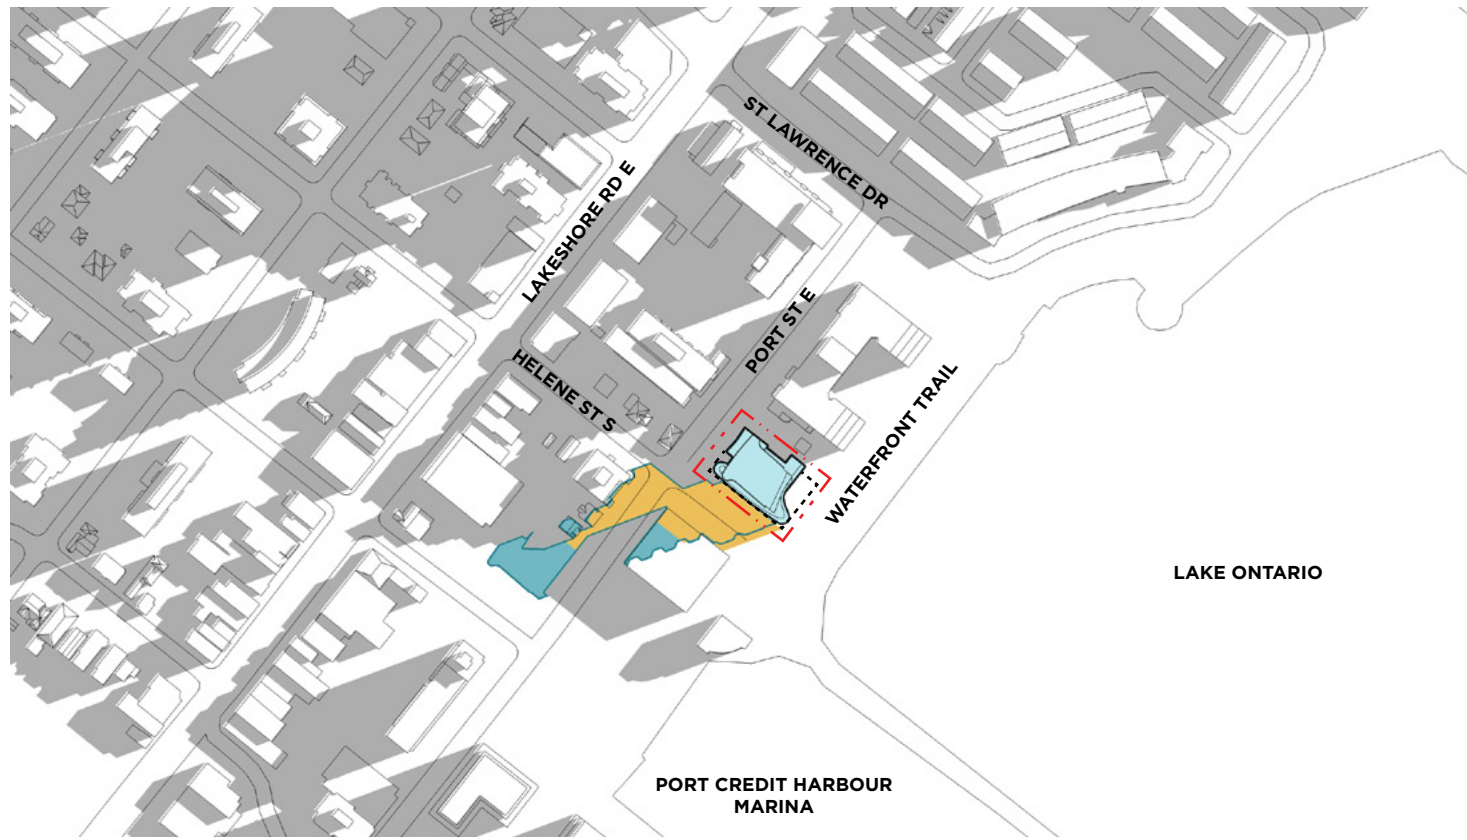 ST LAWRENCE DR
LAKESHORE RD E
PORT ST E
HELENE ST S
WATERFRONT TRAIL
LAKE ONTARIO
PORT CREDIT HARBOUR
MARINA